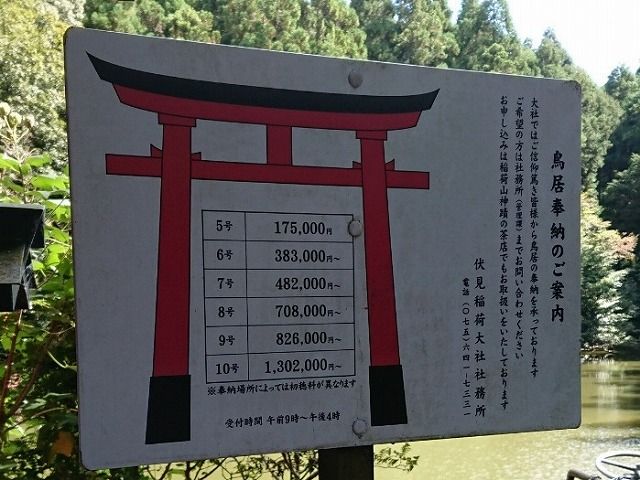 鳥居奉納のご案内
大社ではご信仰篤き皆様から鳥居の奉納を承っております
ご希望の方は社務所(管理課)までお問い合わせください
お申し込みは稲荷山神蹟の茶店でもお取扱いをいたしております
伏見稲荷大社社務所
電話(〇七五)六四一-七三三一
5号 175,000円~
6号 383,000円~
7号 482,000円~
8号 708,000円~
9号 826,000円~
10号 1,302,000円~
※奉納場所によっては初穂料が異なります
受付時間 午前9時~午後4時